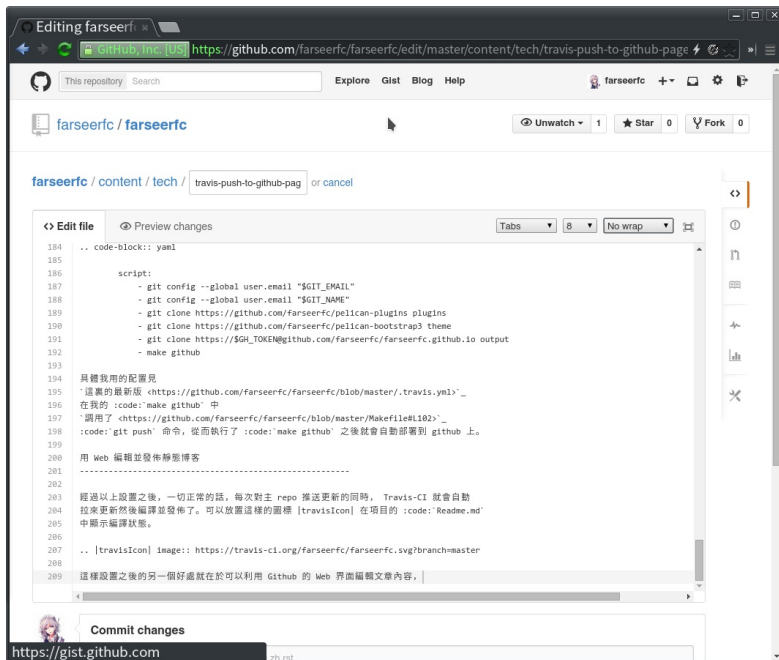 Editing farseerfc
GitHub, Inc. [US] https://github.com/farseerfc/farseerfc/edit/master/content/tech/travis-push-to-github-page
This repository Search Explore Gist Blog Help farseerfc
farseerfc / farseerfc Unwatch 1 Star 0 Fork 0
farseerfc / content / tech / travis-push-to-github-pag or cancel
Edit file Preview changes Tabs 8 No wrap
184 .. code-block:: yaml
185
186 script:
187 - git config --global user.email "$GIT_EMAIL"
188 - git config --global user.email "$GIT_NAME"
189 - git clone https://github.com/farseerfc/pelican-plugins plugins
190 - git clone https://github.com/farseerfc/pelican-bootstrap3 theme
191 - git clone https://$GH_TOKEN@github.com/farseerfc/farseerfc.github.io output
192 - make github
193
194 具體我用的配置見
195 `這裏的最新版 <https://github.com/farseerfc/farseerfc/blob/master/.travis.yml>`_
196 在我的 :code:`make github` 中
197 `調用了 <https://github.com/farseerfc/farseerfc/blob/master/Makefile#L102>`_
198 :code:`git push` 命令，從而執行了 :code:`make github` 之後就會自動部署到 github 上。
199
200 用 Web 編輯並發佈靜態博客
201 ------------------------------------------------------
202
203 經過以上設置之後，一切正常的話，每次對主 repo 推送更新的同時， Travis-CI 就會自動
204 拉來更新然後編譯並發佈了。可以放置這樣的圖標 |travisIcon| 在項目的 :code:`Readme.md`
205 中顯示編譯狀態。
206
207 .. |travisIcon| image:: https://travis-ci.org/farseerfc/farseerfc.svg?branch=master
208
209 這樣設置之後的另一個好處就在於可以利用 Github 的 Web 界面編輯文章內容，
Commit changes
https://gist.github.com
zh.rst